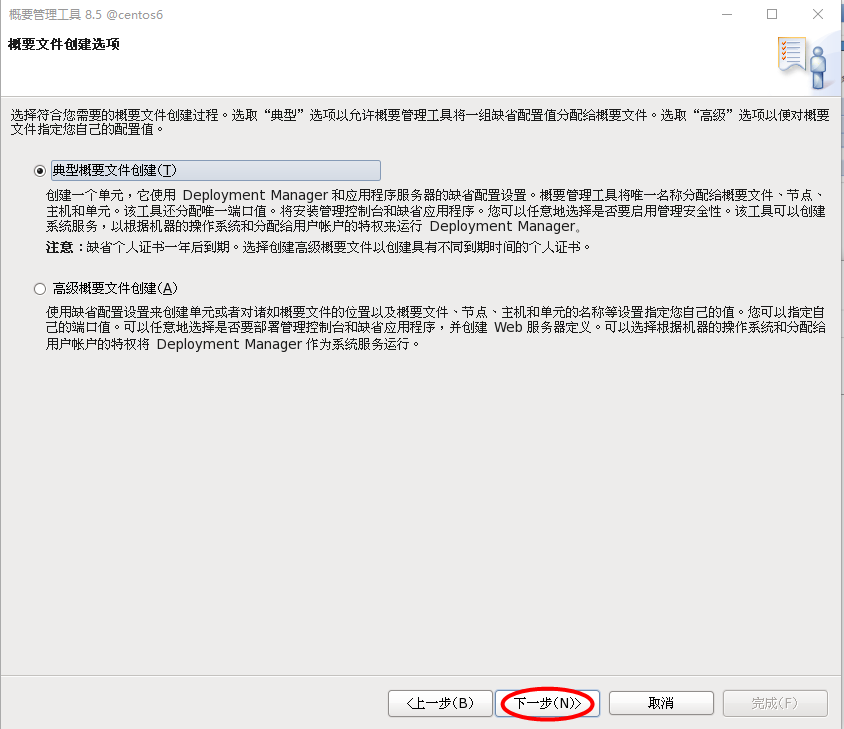 概要管理工具 8.5 @centos6
概要文件创建选项
选择符合您需要的概要文件创建过程。选取“典型”选项以允许概要管理工具将一组缺省配置值分配给概要文件。选取“高级”选项以便对概要
文件指定您自己的配置值。
典型概要文件创建(T)
创建一个单元，它使用 Deployment Manager 和应用程序服务器的缺省配置设置。概要管理工具将唯一名称分配给概要文件、节点、
主机和单元。该工具还分配唯一端口值。将安装管理控制台和缺省应用程序。您可以任意地选择是否要启用管理安全性。该工具可以创建
系统服务，以根据机器的操作系统和分配给用户帐户的特权来运行 Deployment Manager。
注意：缺省个人证书一年后到期。选择创建高级概要文件以创建具有不同到期时间的个人证书。
高级概要文件创建(A)
使用缺省配置设置来创建单元或者对诸如概要文件的位置以及概要文件、节点、主机和单元的名称等设置指定您自己的值。您可以指定自
己的端口值。可以任意地选择是否要部署管理控制台和缺省应用程序，并创建 Web 服务器定义。可以选择根据机器的操作系统和分配给
用户帐户的特权将 Deployment Manager 作为系统服务运行。
<上一步(B) 下一步(N)> 取消 完成(F)